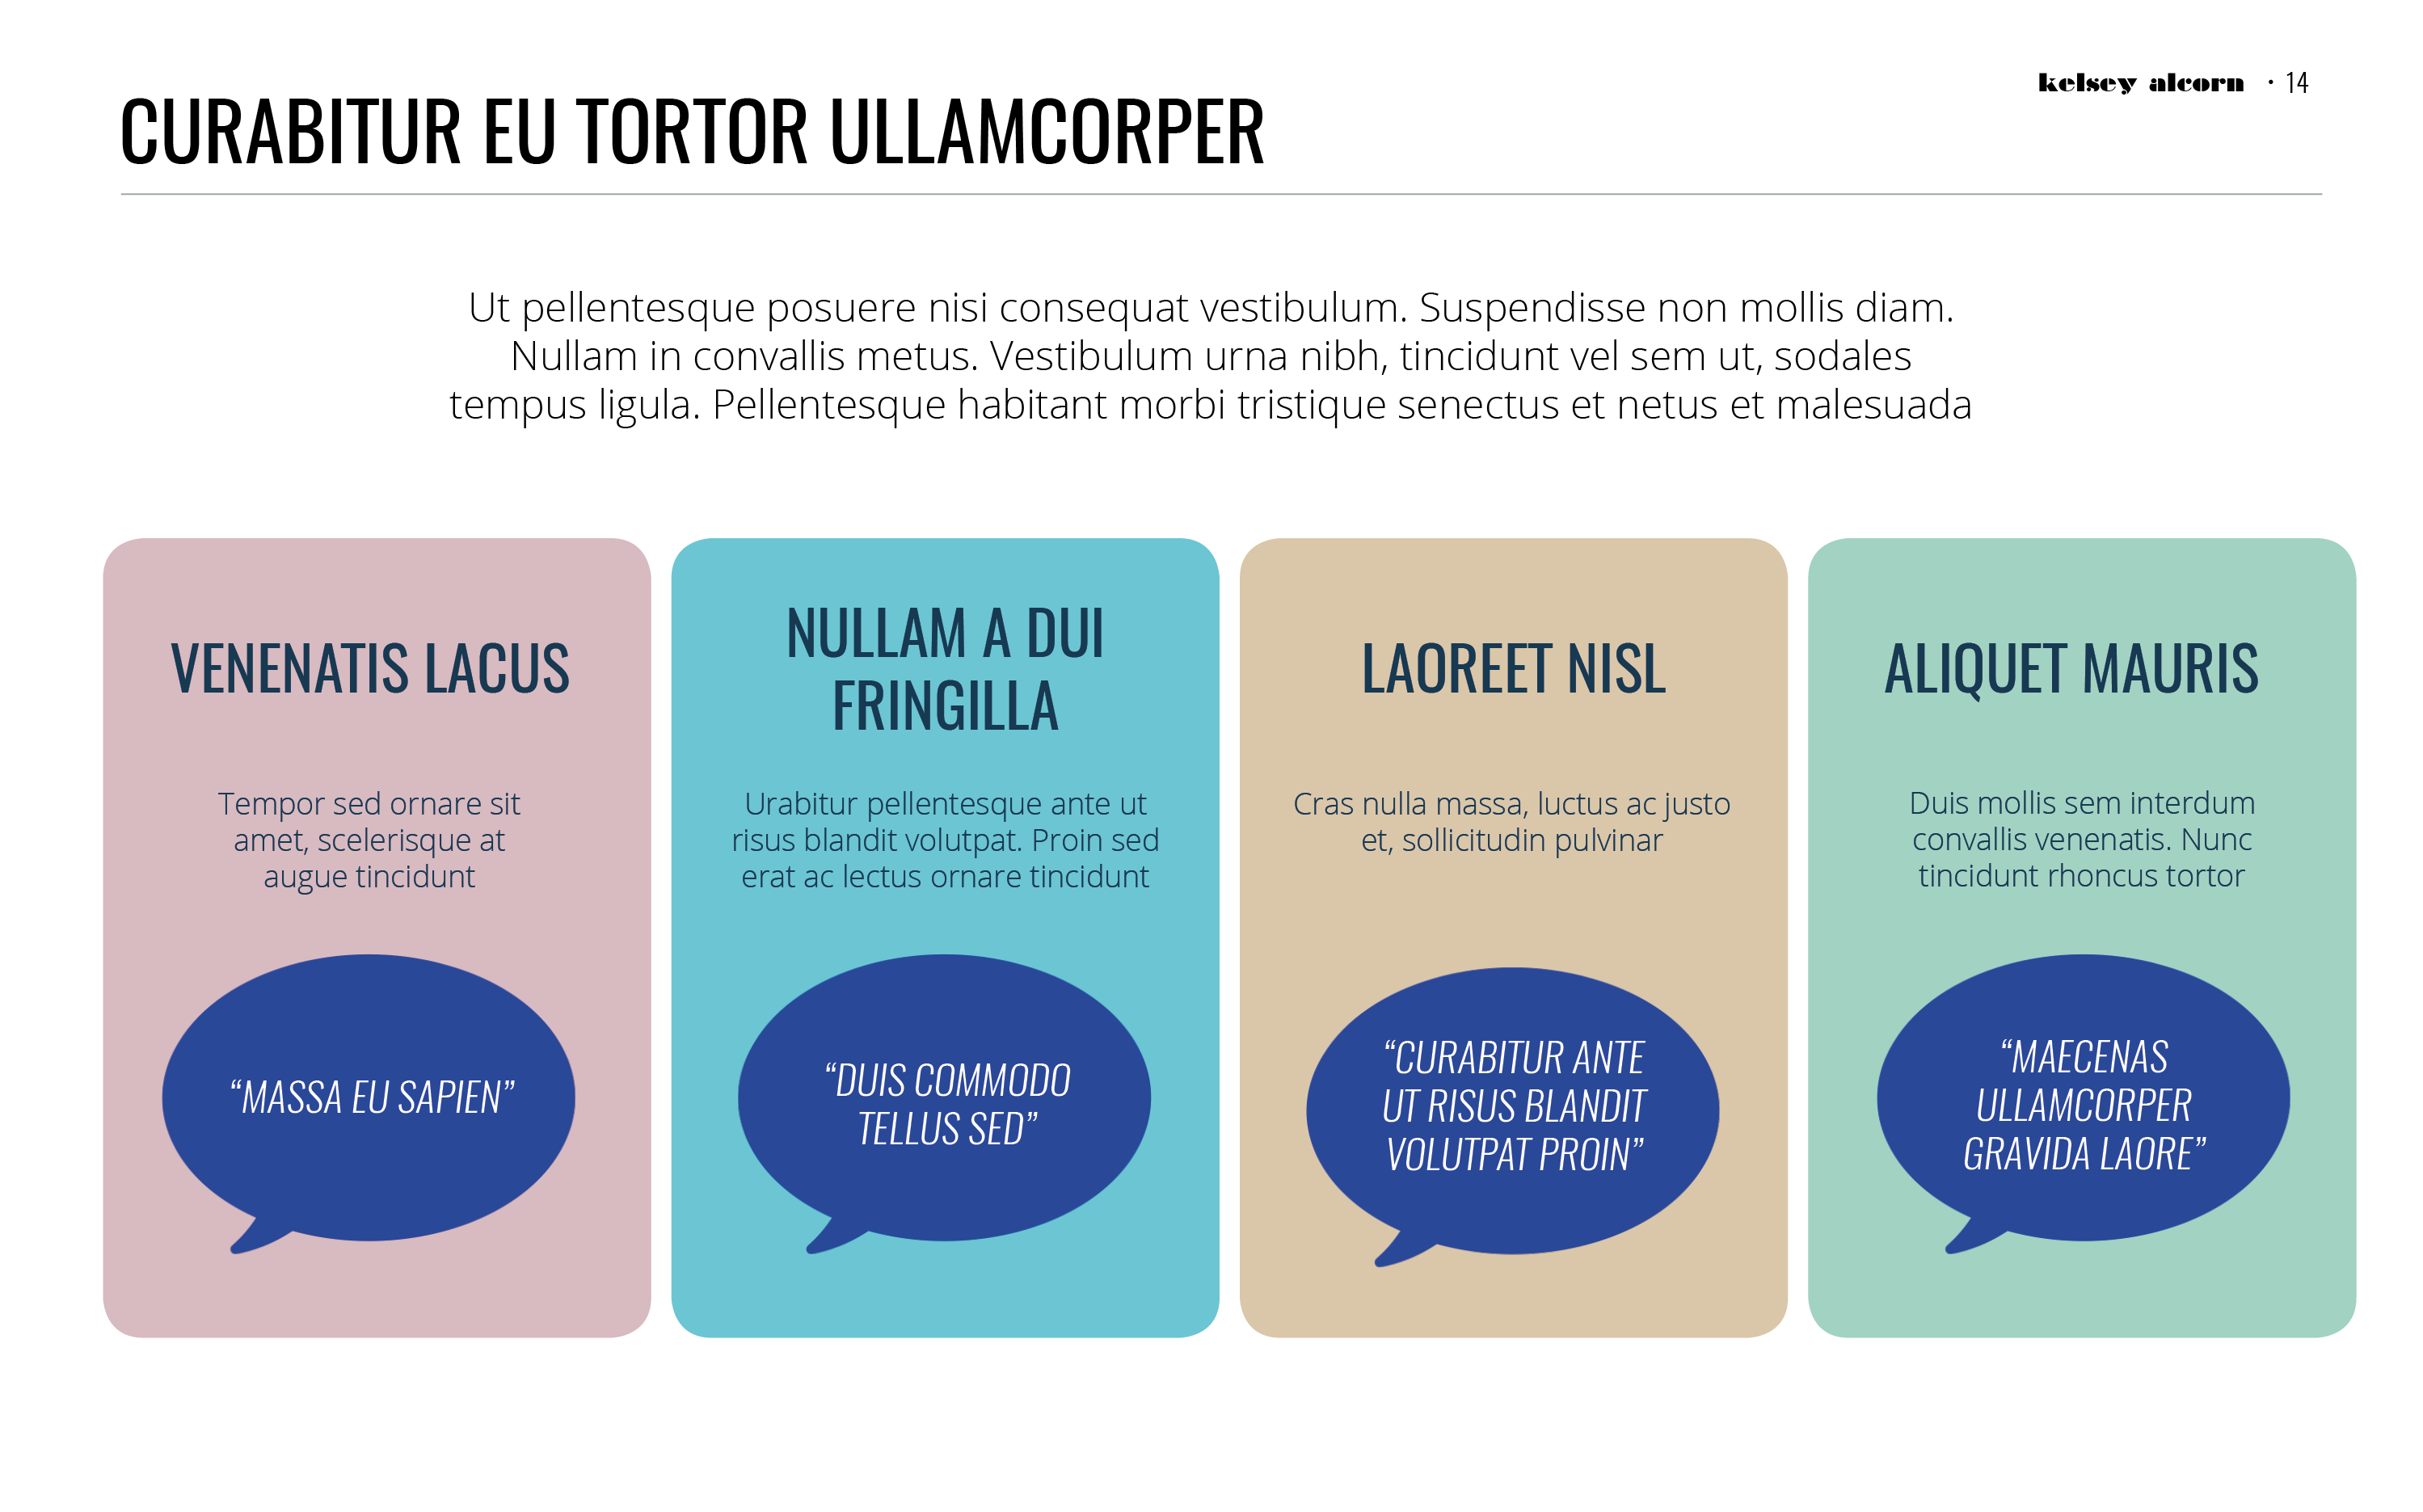 kelsey alcorn · 14
CURABITUR EU TORTOR ULLAMCORPER
Ut pellentesque posuere nisi consequat vestibulum. Suspendisse non mollis diam.
Nullam in convallis metus. Vestibulum urna nibh, tincidunt vel sem ut, sodales
tempus ligula. Pellentesque habitant morbi tristique senectus et netus et malesuada
VENENATIS LACUS
Tempor sed ornare sit
amet, scelerisque at
augue tincidunt
“MASSA EU SAPIEN”
NULLAM A DUI
FRINGILLA
Urabitur pellentesque ante ut
risus blandit volutpat. Proin sed
erat ac lectus ornare tincidunt
“DUIS COMMODO
TELLUS SED”
LAOREET NISL
Cras nulla massa, luctus ac justo
et, sollicitudin pulvinar
“CURABITUR ANTE
UT RISUS BLANDIT
VOLUTPAT PROIN”
ALIQUET MAURIS
Duis mollis sem interdum
convallis venenatis. Nunc
tincidunt rhoncus tortor
“MAECENAS
ULLAMCORPER
GRAVIDA LAORE”